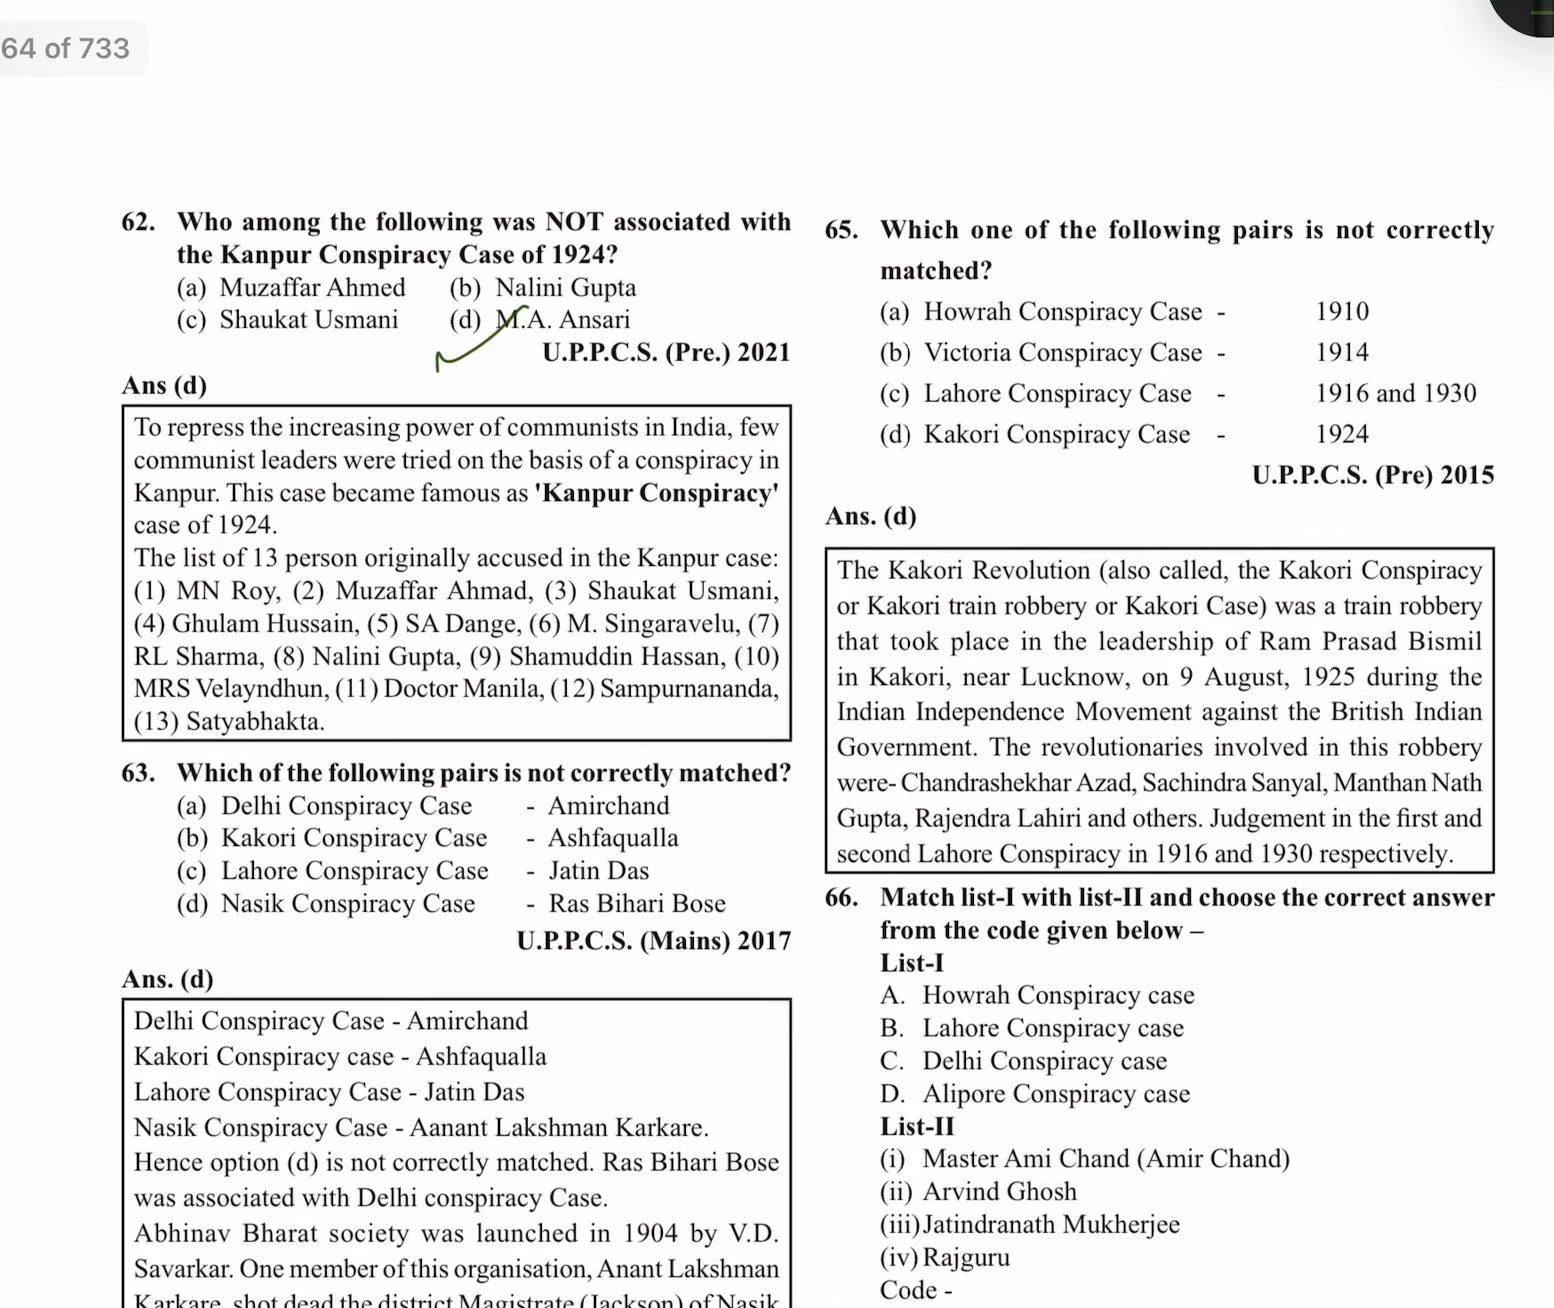 64 of 733
62. Who among the following was NOT associated with
the Kanpur Conspiracy Case of 1924?
(a) Muzaffar Ahmed (b) Nalini Gupta
(c) Shaukat Usmani (d) M.A. Ansari
U.P.P.C.S. (Pre.) 2021
Ans (d)
To repress the increasing power of communists in India, few
communist leaders were tried on the basis of a conspiracy in
Kanpur. This case became famous as 'Kanpur Conspiracy'
case of 1924.
The list of 13 person originally accused in the Kanpur case:
(1) MN Roy, (2) Muzaffar Ahmad, (3) Shaukat Usmani,
(4) Ghulam Hussain, (5) SA Dange, (6) M. Singaravelu, (7)
RL Sharma, (8) Nalini Gupta, (9) Shamuddin Hassan, (10)
MRS Velayndhun, (11) Doctor Manila, (12) Sampurnananda,
(13) Satyabhakta.
63. Which of the following pairs is not correctly matched?
(a) Delhi Conspiracy Case - Amirchand
(b) Kakori Conspiracy Case - Ashfaqualla
(c) Lahore Conspiracy Case - Jatin Das
(d) Nasik Conspiracy Case - Ras Bihari Bose
U.P.P.C.S. (Mains) 2017
Ans. (d)
Delhi Conspiracy Case - Amirchand
Kakori Conspiracy case - Ashfaqualla
Lahore Conspiracy Case - Jatin Das
Nasik Conspiracy Case - Aanant Lakshman Karkare.
Hence option (d) is not correctly matched. Ras Bihari Bose
was associated with Delhi conspiracy Case.
Abhinav Bharat society was launched in 1904 by V.D.
Savarkar. One member of this organisation, Anant Lakshman
Karkare, shot dead the district Magistrate (Jackson) of Nasik
65. Which one of the following pairs is not correctly
matched?
(a) Howrah Conspiracy Case - 1910
(b) Victoria Conspiracy Case - 1914
(c) Lahore Conspiracy Case - 1916 and 1930
(d) Kakori Conspiracy Case - 1924
U.P.P.C.S. (Pre) 2015
Ans. (d)
The Kakori Revolution (also called, the Kakori Conspiracy
or Kakori train robbery or Kakori Case) was a train robbery
that took place in the leadership of Ram Prasad Bismil
in Kakori, near Lucknow, on 9 August, 1925 during the
Indian Independence Movement against the British Indian
Government. The revolutionaries involved in this robbery
were- Chandrashekhar Azad, Sachindra Sanyal, Manthan Nath
Gupta, Rajendra Lahiri and others. Judgement in the first and
second Lahore Conspiracy in 1916 and 1930 respectively.
66. Match list-I with list-II and choose the correct answer
from the code given below –
List-I
A. Howrah Conspiracy case
B. Lahore Conspiracy case
C. Delhi Conspiracy case
D. Alipore Conspiracy case
List-II
(i) Master Ami Chand (Amir Chand)
(ii) Arvind Ghosh
(iii) Jatindranath Mukherjee
(iv) Rajguru
Code -